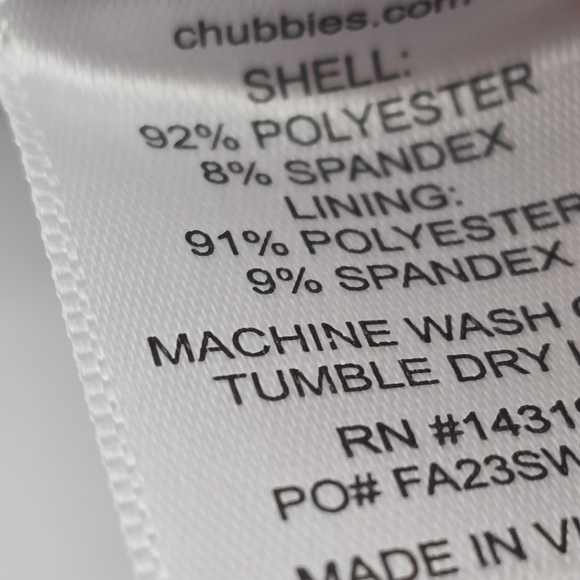 chubbies.com
SHELL:
92% POLYESTER
8% SPANDEX
LINING:
91% POLYESTER
9% SPANDEX
MACHINE WASH
TUMBLE DRY
RN #1431
PO# FA23SW
MADE IN VI